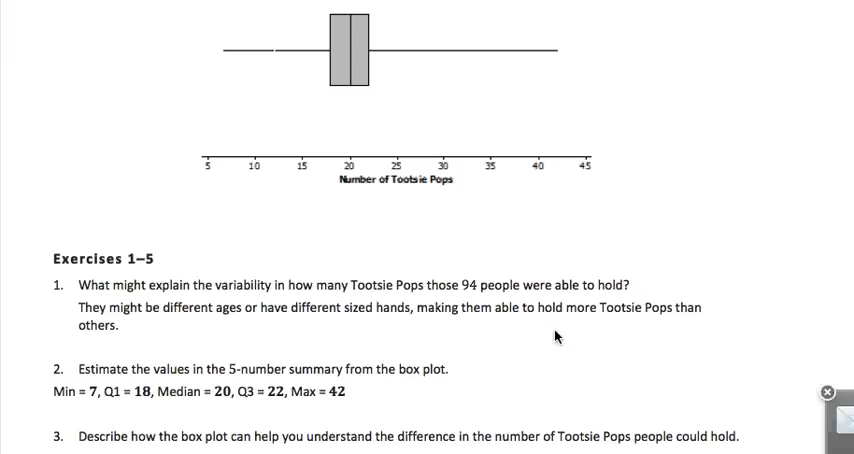 5 10 15 20 25 30 35 40 45
Number of Tootsie Pops
Exercises 1–5
1. What might explain the variability in how many Tootsie Pops those 94 people were able to hold?
They might be different ages or have different sized hands, making them able to hold more Tootsie Pops than
others.
2. Estimate the values in the 5-number summary from the box plot.
Min = 7, Q1 = 18, Median = 20, Q3 = 22, Max = 42
3. Describe how the box plot can help you understand the difference in the number of Tootsie Pops people could hold.